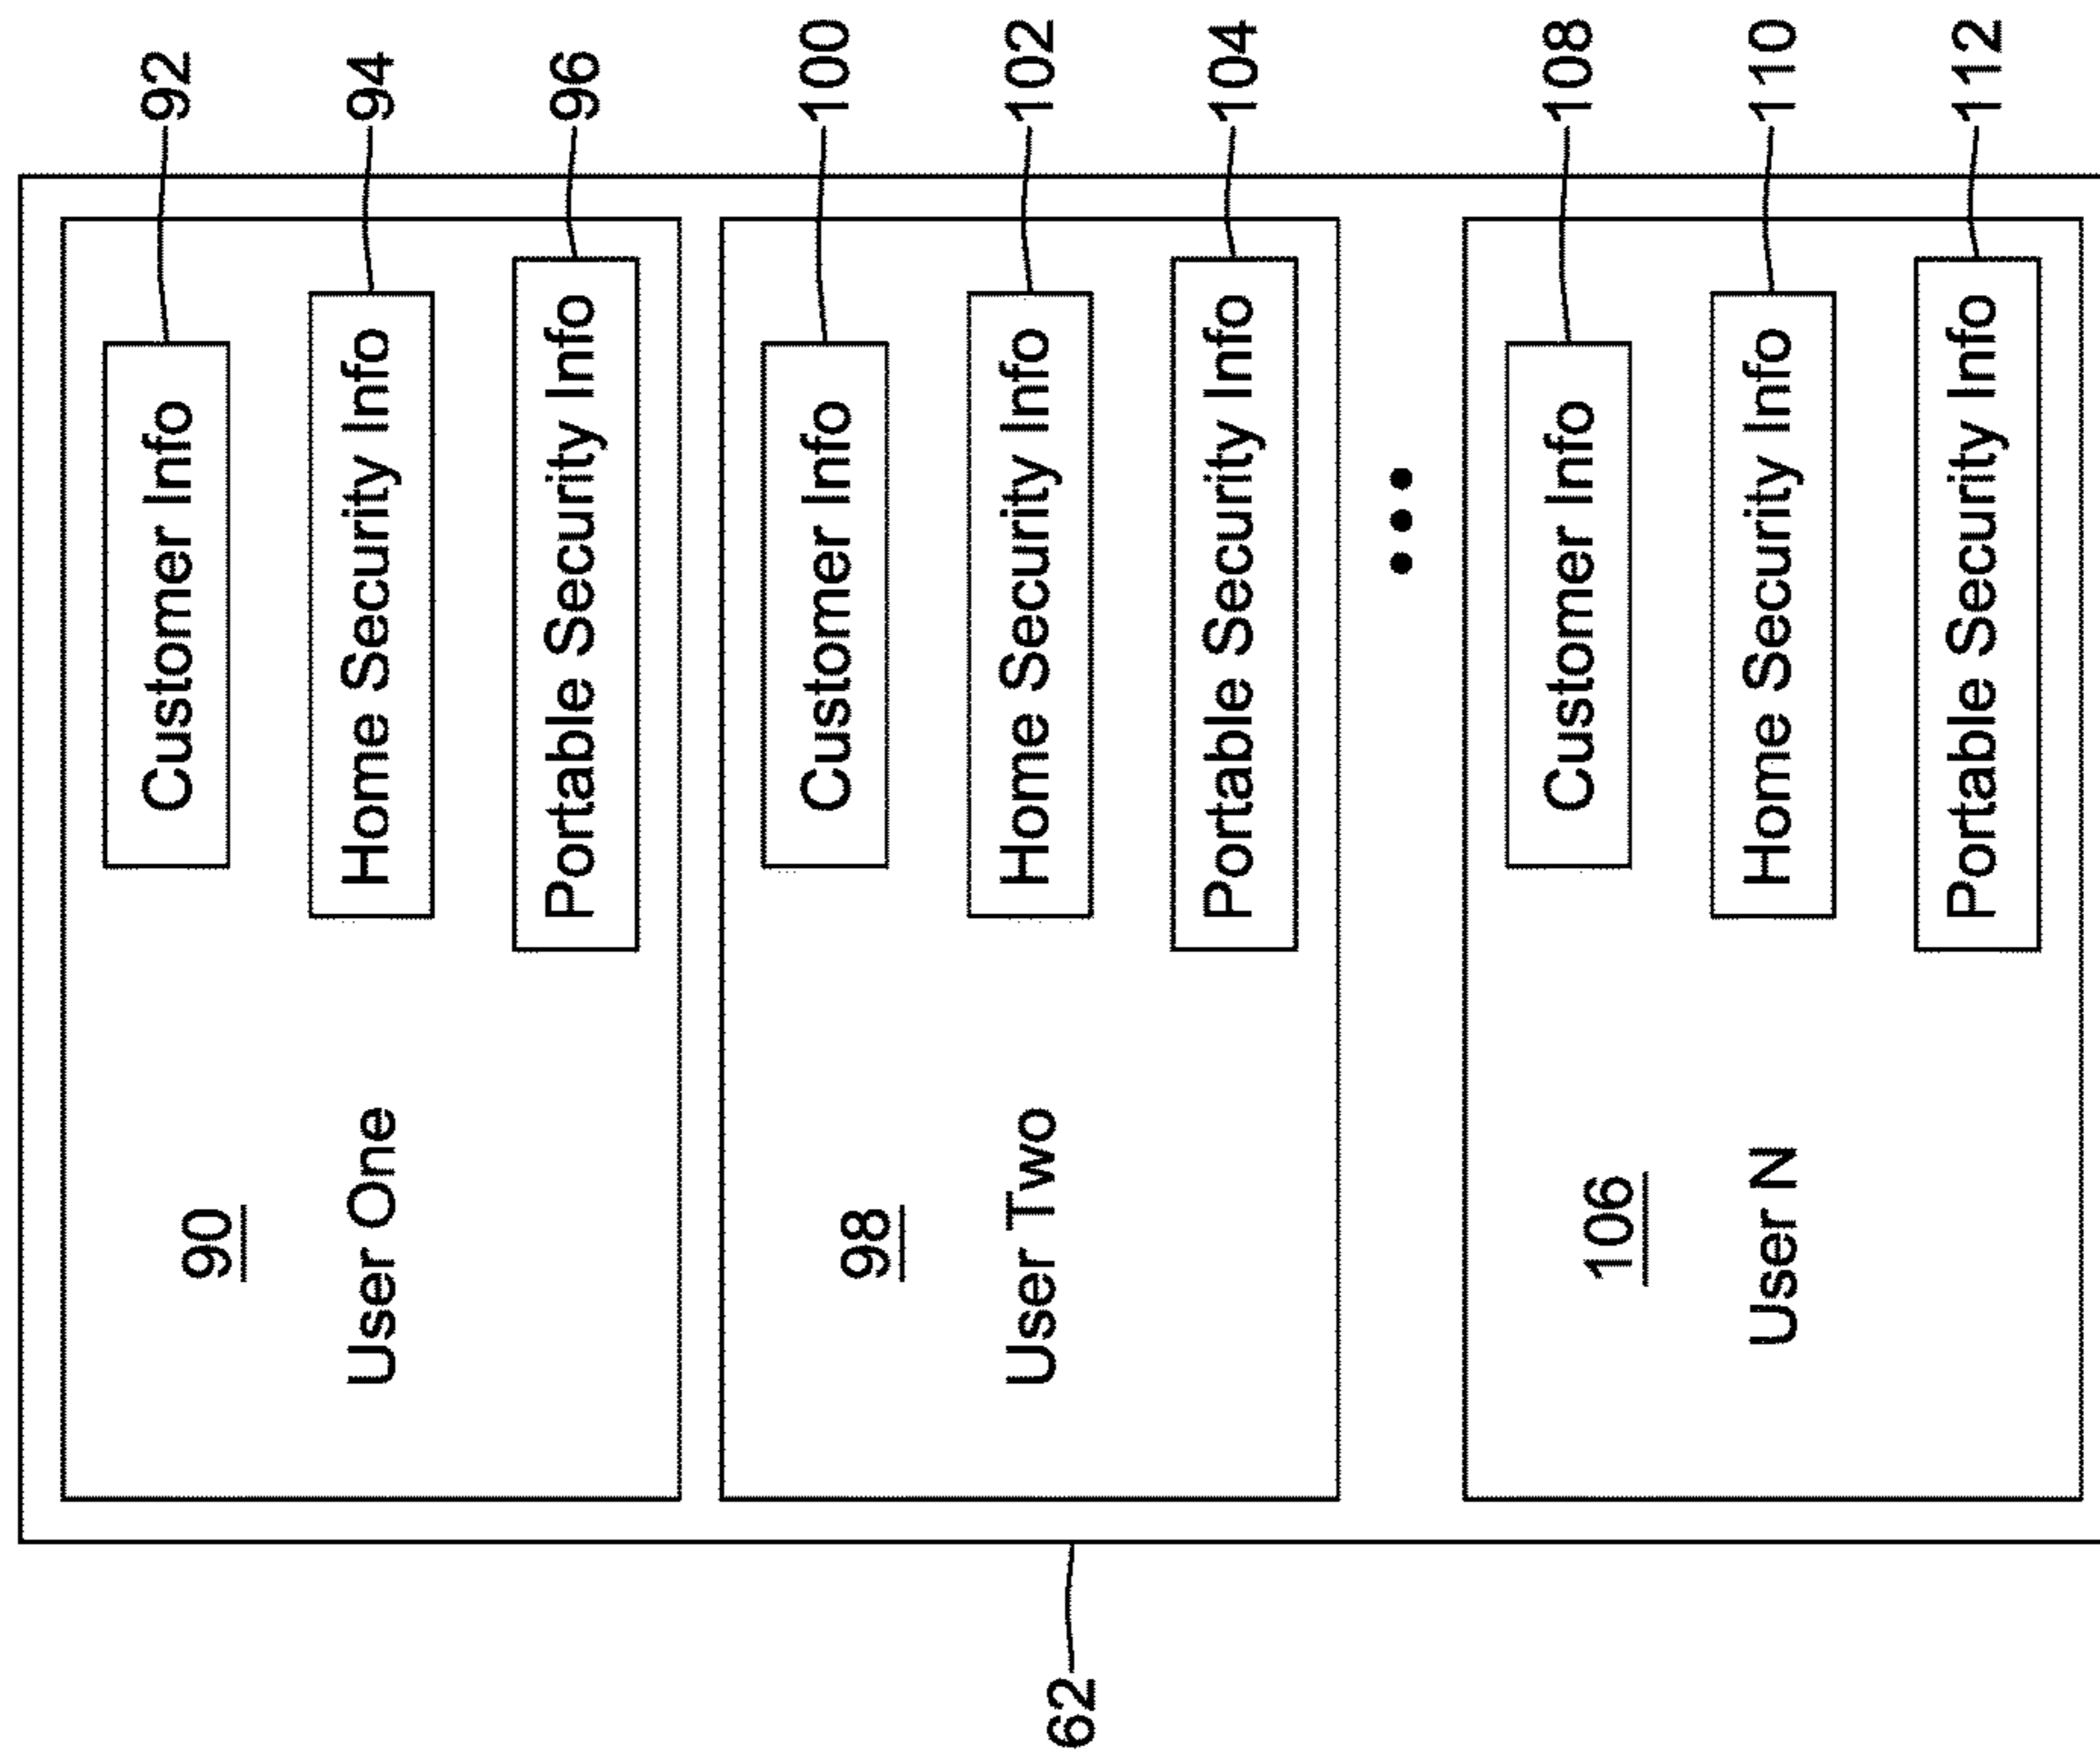 90
User One
Customer Info
92
Home Security Info
94
Portable Security Info
96
98
User Two
Customer Info
100
Home Security Info
102
Portable Security Info
104
106
User N
Customer Info
108
Home Security Info
110
Portable Security Info
112
62